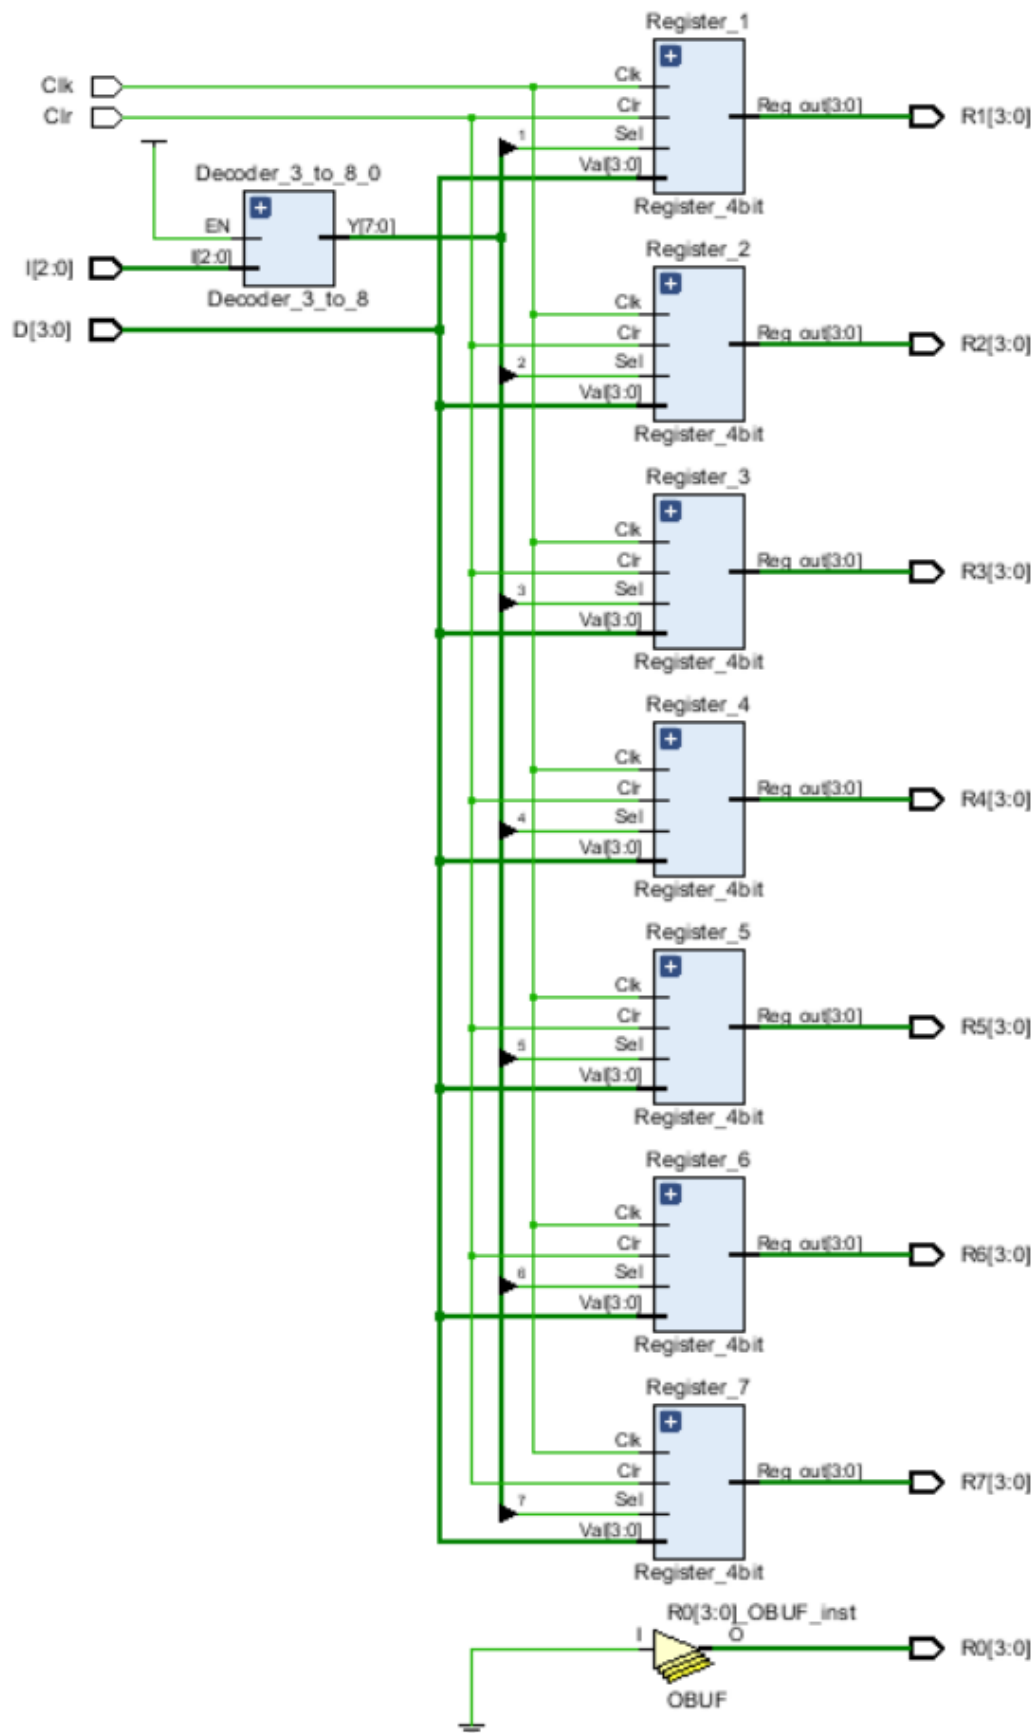 Register_1
Clk
Clr
Clk
Clr
1
Sel
Val[3:0]
Reg_out[3:0]
R1[3:0]
Register_4bit
Decoder_3_to_8_0
EN
I[2:0]
I[2:0]
Y[7:0]
Decoder_3_to_8
D[3:0]
Register_2
Clk
Clr
2
Sel
Val[3:0]
Reg_out[3:0]
R2[3:0]
Register_4bit
Register_3
Clk
Clr
3
Sel
Val[3:0]
Reg_out[3:0]
R3[3:0]
Register_4bit
Register_4
Clk
Clr
4
Sel
Val[3:0]
Reg_out[3:0]
R4[3:0]
Register_4bit
Register_5
Clk
Clr
5
Sel
Val[3:0]
Reg_out[3:0]
R5[3:0]
Register_4bit
Register_6
Clk
Clr
6
Sel
Val[3:0]
Reg_out[3:0]
R6[3:0]
Register_4bit
Register_7
Clk
Clr
7
Sel
Val[3:0]
Reg_out[3:0]
R7[3:0]
Register_4bit
R0[3:0]_OBUF_inst
I
O
R0[3:0]
OBUF